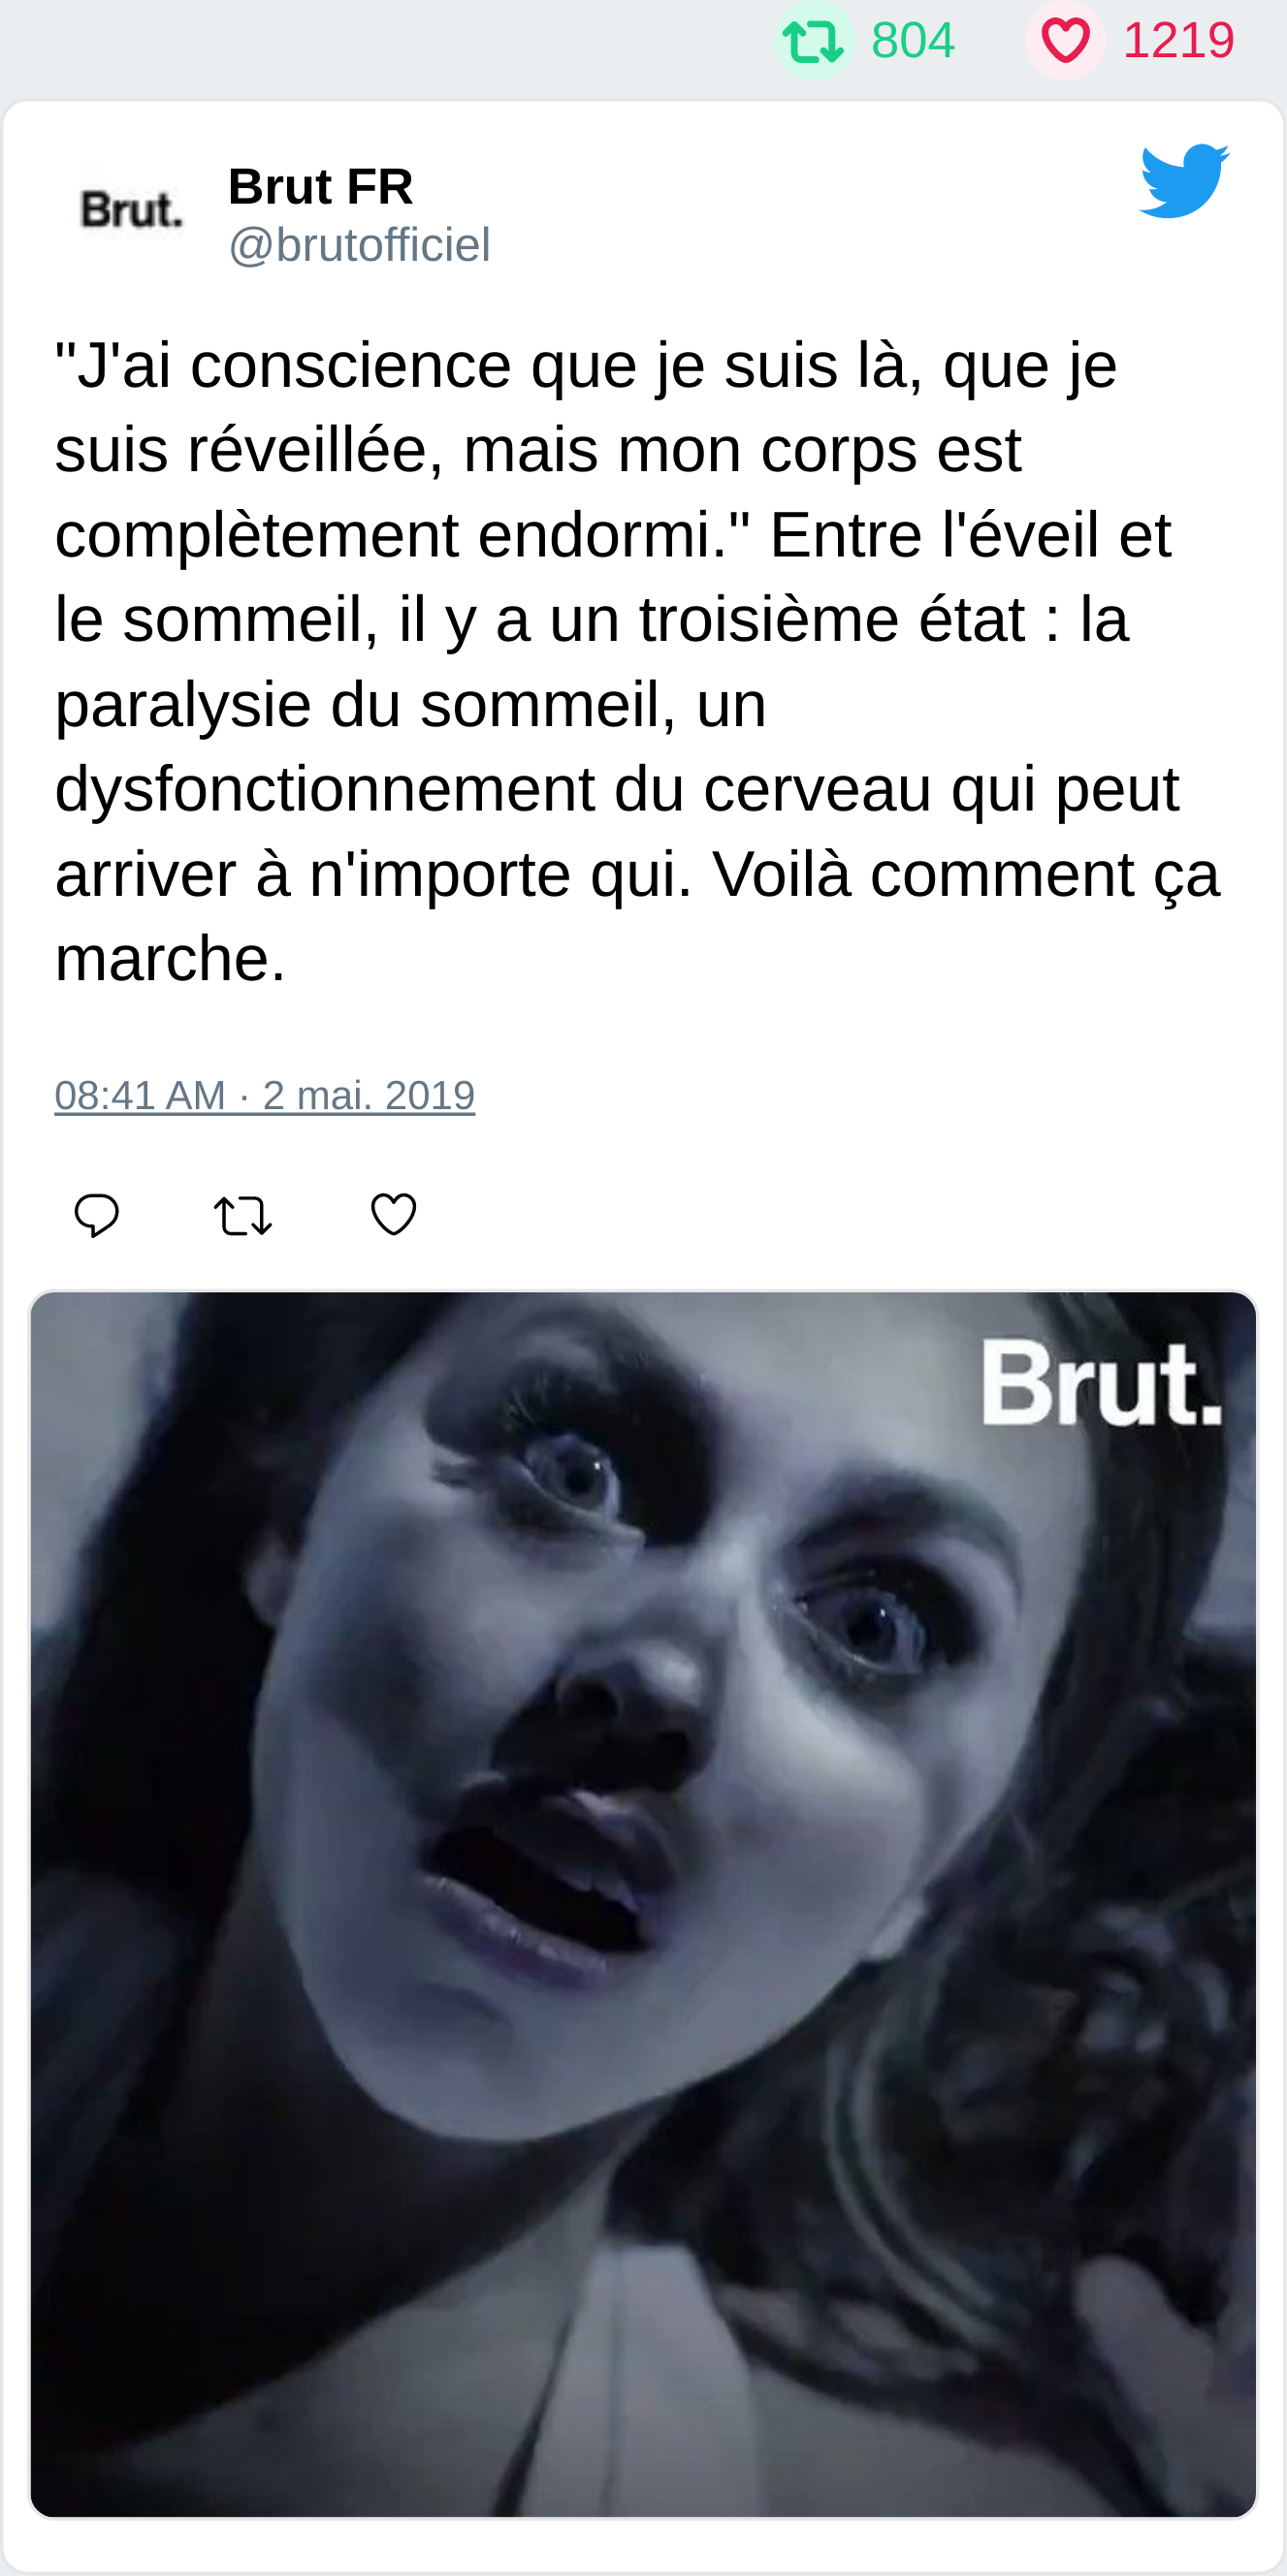 804 1219
Brut.
Brut FR
@brutofficiel
"J'ai conscience que je suis là, que je
suis réveillée, mais mon corps est
complètement endormi." Entre l'éveil et
le sommeil, il y a un troisième état : la
paralysie du sommeil, un
dysfonctionnement du cerveau qui peut
arriver à n'importe qui. Voilà comment ça
marche.
08:41 AM · 2 mai. 2019
Brut.